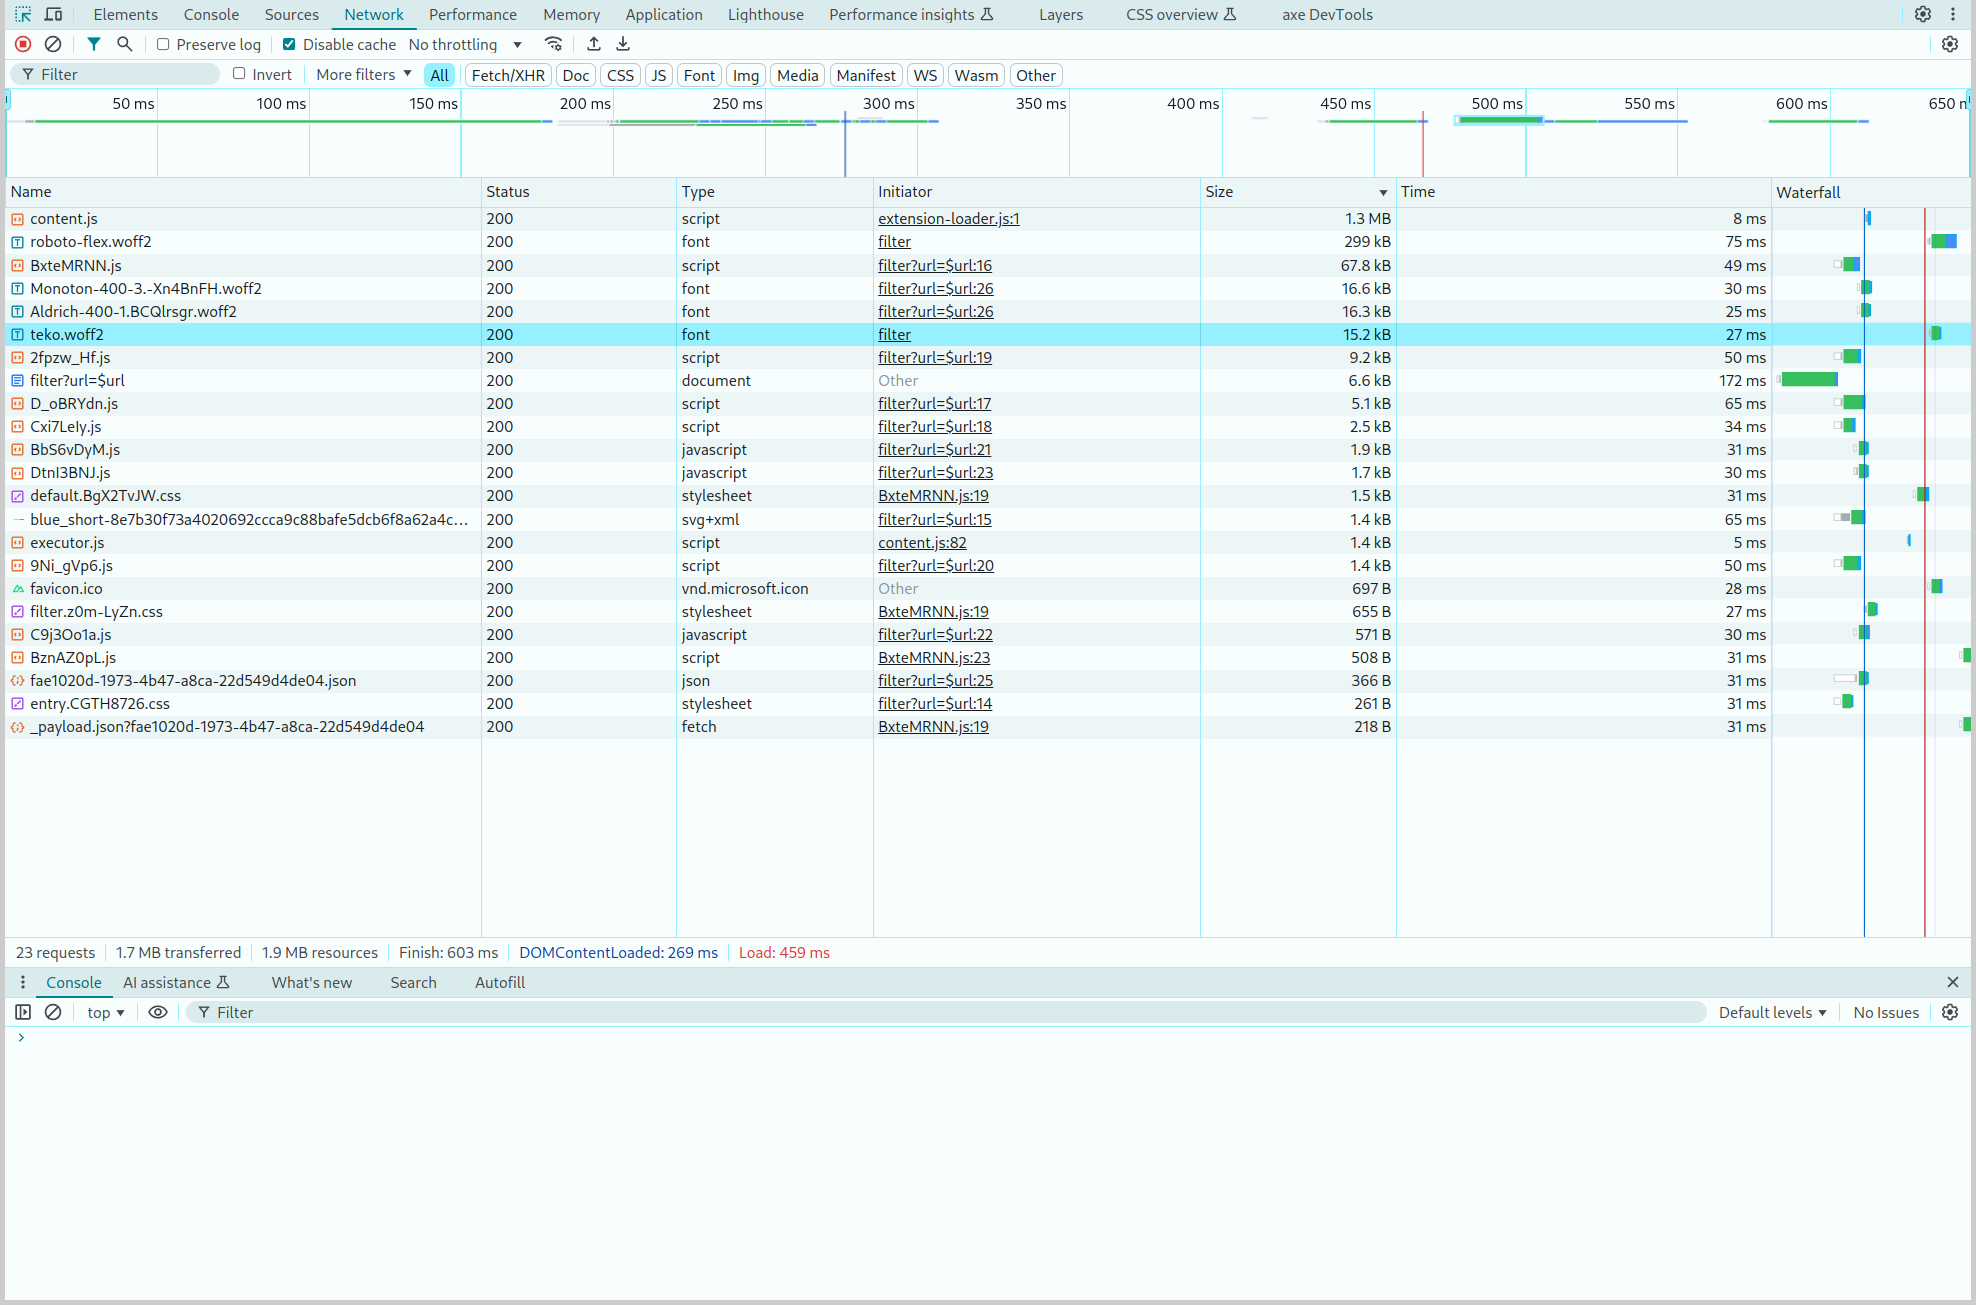 Elements Console Sources Network Performance Memory Application Lighthouse Performance insights Layers CSS overview axe DevTools
Preserve log Disable cache No throttling
Filter Invert More filters All Fetch/XHR Doc CSS JS Font Img Media Manifest WS Wasm Other
50 ms 100 ms 150 ms 200 ms 250 ms 300 ms 350 ms 400 ms 450 ms 500 ms 550 ms 600 ms 650
Name Status Type Initiator Size Time Waterfall
content.js 200 script extension-loader.js:1 1.3 MB 8 ms
roboto-flex.woff2 200 font filter 299 kB 75 ms
BxteMRNN.js 200 script filter?url=$url:16 67.8 kB 49 ms
Monoton-400-3.-Xn4BnFH.woff2 200 font filter?url=$url:26 16.6 kB 30 ms
Aldrich-400-1.BCQlrsgr.woff2 200 font filter?url=$url:26 16.3 kB 25 ms
teko.woff2 200 font filter 15.2 kB 27 ms
2fpzw_Hf.js 200 script filter?url=$url:19 9.2 kB 50 ms
filter?url=$url 200 document Other 6.6 kB 172 ms
D_oBRYdn.js 200 script filter?url=$url:17 5.1 kB 65 ms
Cxi7LeIy.js 200 script filter?url=$url:18 2.5 kB 34 ms
BbS6vDyM.js 200 javascript filter?url=$url:21 1.9 kB 31 ms
DtnI3BNJ.js 200 javascript filter?url=$url:23 1.7 kB 30 ms
default.BgX2TvJW.css 200 stylesheet BxteMRNN.js:19 1.5 kB 31 ms
blue_short-8e7b30f73a4020692ccca9c88bafe5dcb6f8a62a4c… 200 svg+xml filter?url=$url:15 1.4 kB 65 ms
executor.js 200 script content.js:82 1.4 kB 5 ms
9Ni_gVp6.js 200 script filter?url=$url:20 1.4 kB 50 ms
favicon.ico 200 vnd.microsoft.icon Other 697 B 28 ms
filter.z0m-LyZn.css 200 stylesheet BxteMRNN.js:19 655 B 27 ms
C9j3Oo1a.js 200 javascript filter?url=$url:22 571 B 30 ms
BznAZ0pL.js 200 script BxteMRNN.js:23 508 B 31 ms
fae1020d-1973-4b47-a8ca-22d549d4de04.json 200 json filter?url=$url:25 366 B 31 ms
entry.CGTH8726.css 200 stylesheet filter?url=$url:14 261 B 31 ms
_payload.json?fae1020d-1973-4b47-a8ca-22d549d4de04 200 fetch BxteMRNN.js:19 218 B 31 ms
23 requests 1.7 MB transferred 1.9 MB resources Finish: 603 ms DOMContentLoaded: 269 ms Load: 459 ms
Console AI assistance What's new Search Autofill
top Filter Default levels No Issues